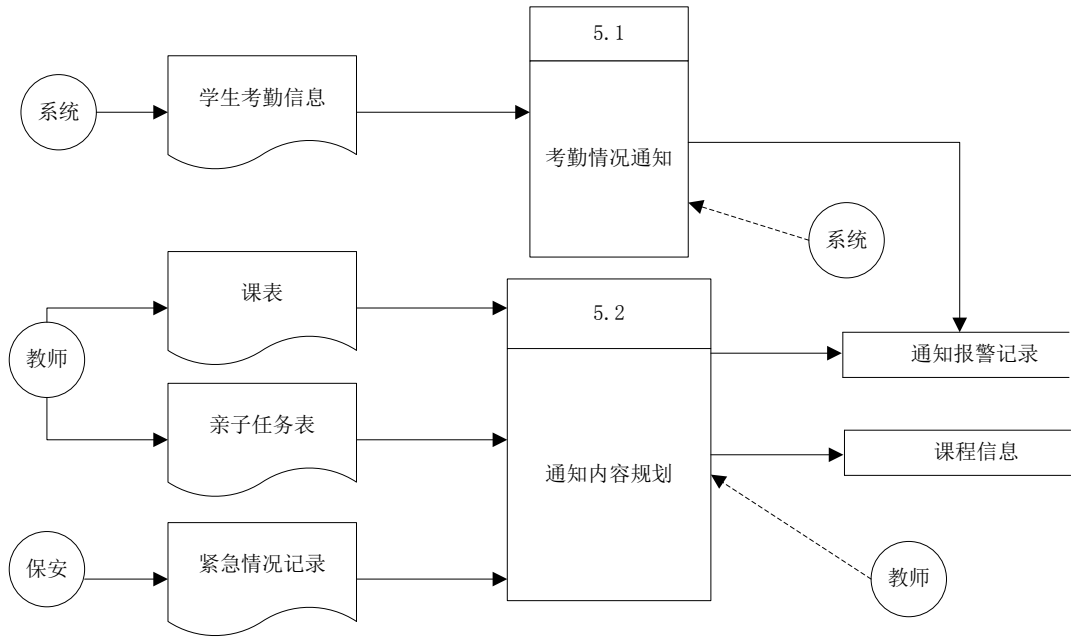 5.1
系统
学生考勤信息
考勤情况通知
系统
课表
5.2
教师
通知报警记录
亲子任务表
课程信息
通知内容规划
紧急情况记录
保安
教师